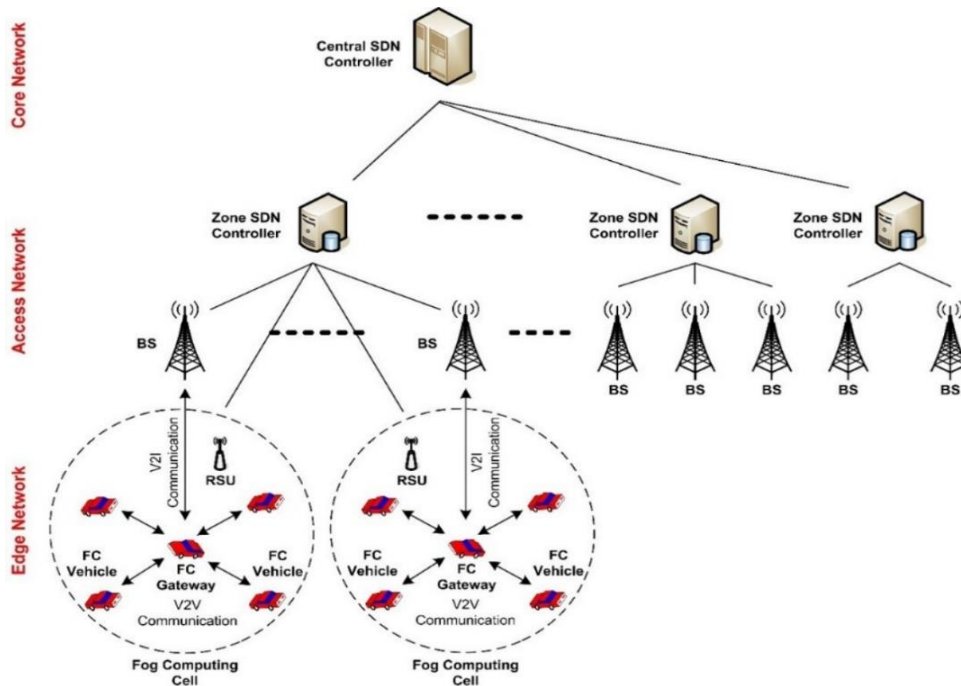 Core Network
Central SDN
Controller
Access Network
Zone SDN
Controller
Zone SDN
Controller
Zone SDN
Controller
BS
BS
BS
BS
BS
BS
BS
Edge Network
V2I
Communication
RSU
FC
Vehicle
FC
Gateway
FC
Vehicle
V2V
Communication
Fog Computing
Cell
RSU
V2I
Communication
FC
Vehicle
FC
Gateway
FC
Vehicle
V2V
Communication
Fog Computing
Cell